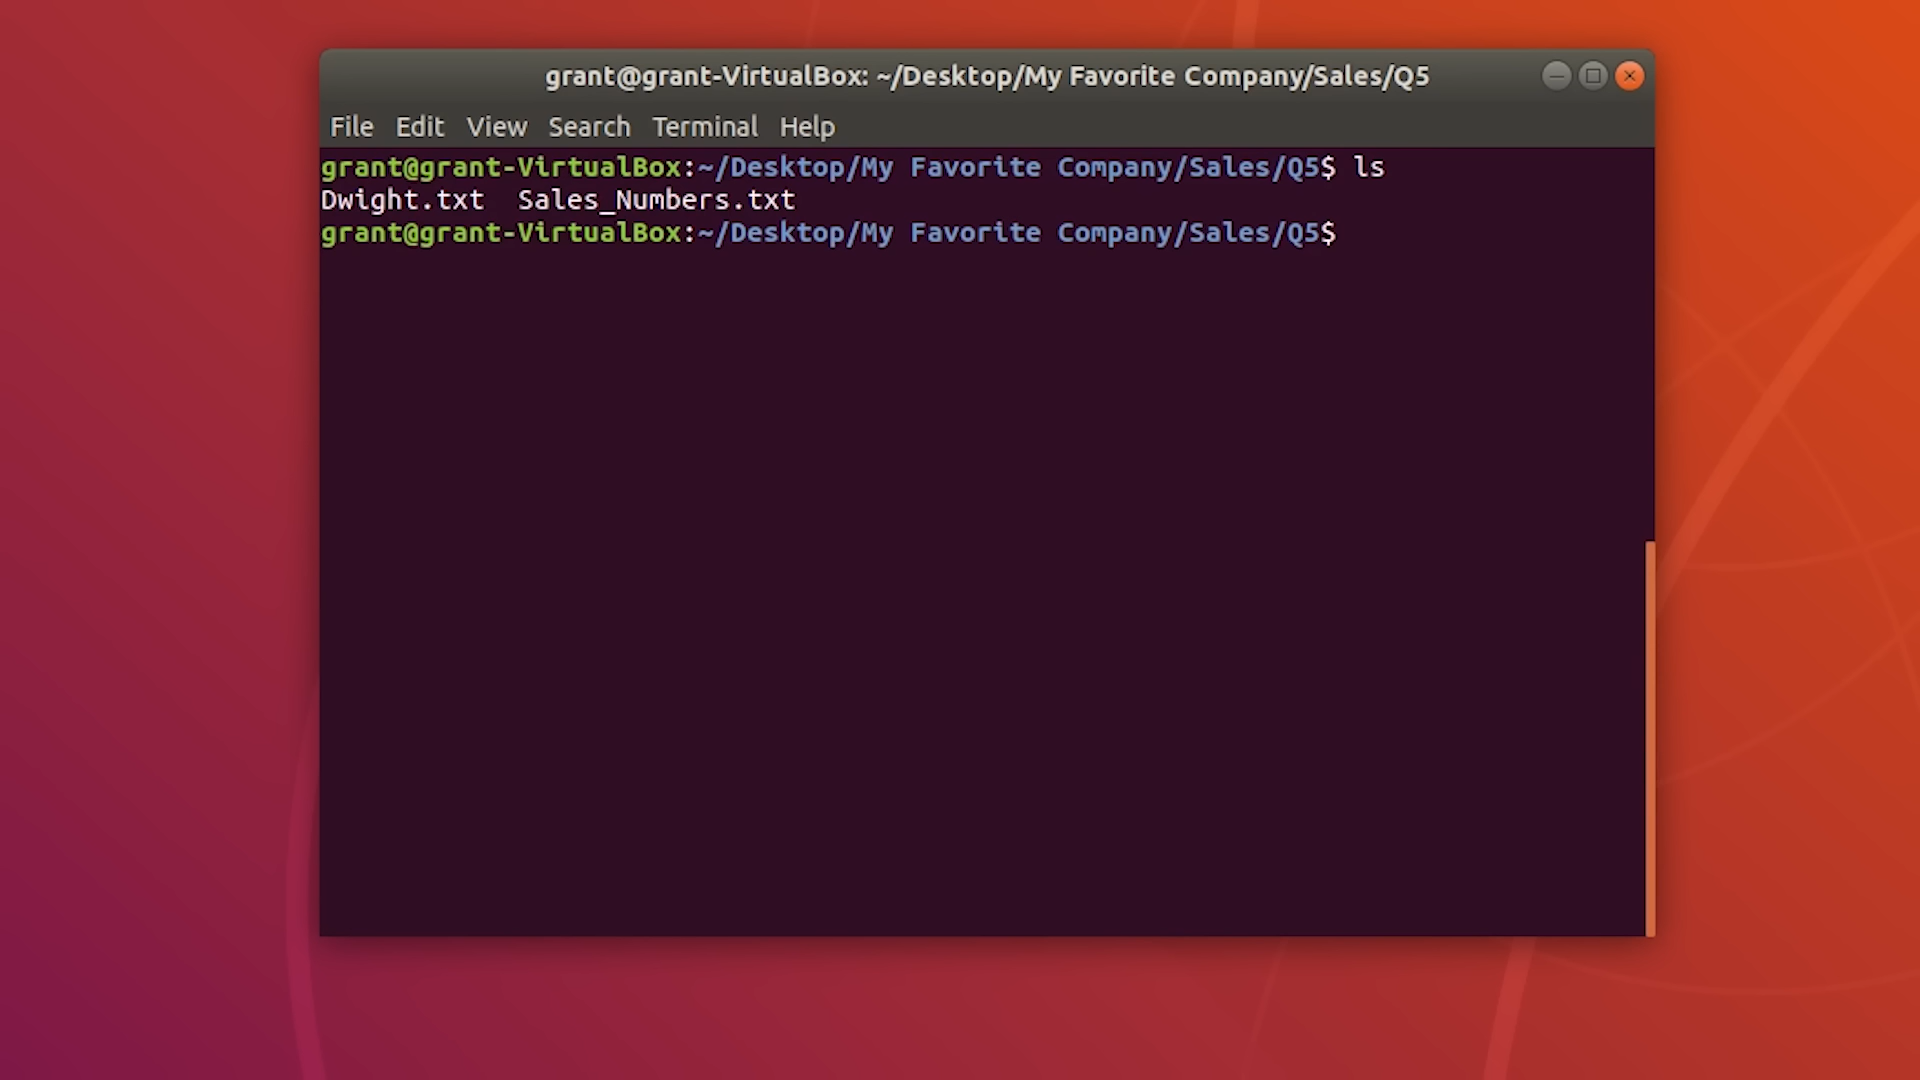 grant@grant-VirtualBox: ~/Desktop/My Favorite Company/Sales/Q5
File Edit View Search Terminal Help
grant@grant-VirtualBox:~/Desktop/My Favorite Company/Sales/Q5$ ls
Dwight.txt  Sales_Numbers.txt
grant@grant-VirtualBox:~/Desktop/My Favorite Company/Sales/Q5$